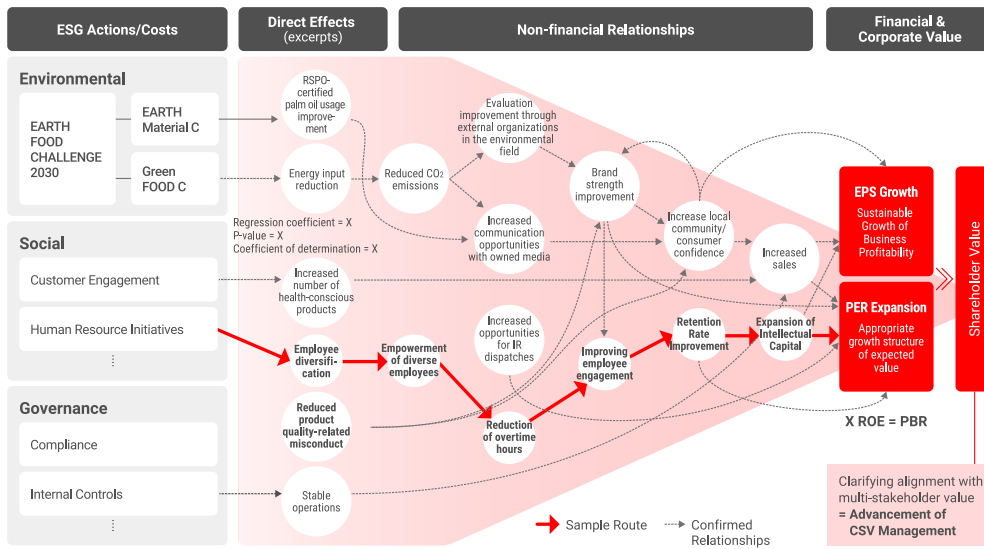 ESG Actions/Costs
Direct Effects
(excerpts)
Non-financial Relationships
Financial &
Corporate Value
Environmental
EARTH
FOOD
CHALLENGE
2030
EARTH
Material C
Green
FOOD C
RSPO-
certified
palm oil usage
improve-
ment
Energy input
reduction
Reduced CO₂
emissions
Evaluation
improvement through
external organizations
in the environmental
field
Brand
strength
improvement
Increased
communication
opportunities
with owned media
Increase local
community/
consumer
confidence
Increased
sales
Regression coefficient = X
P-value = X
Coefficient of determination = X
EPS Growth
Sustainable
Growth of
Business
Profitability
Social
Customer Engagement
Human Resource Initiatives
⋮
Increased
number of
health-conscious
products
Employee
diversifi-
cation
Empowerment
of diverse
employees
Increased
opportunities
for IR
dispatches
Improving
employee
engagement
Retention
Rate
Improvement
Expansion of
Intellectual
Capital
PER Expansion
Appropriate
growth structure
of expected
value
Shareholder Value
Governance
Compliance
Internal Controls
⋮
Reduced
product
quality-related
misconduct
Reduction
of overtime
hours
Stable
operations
X ROE = PBR
Clarifying alignment with
multi-stakeholder value
= Advancement of
CSV Management
Sample Route
Confirmed
Relationships